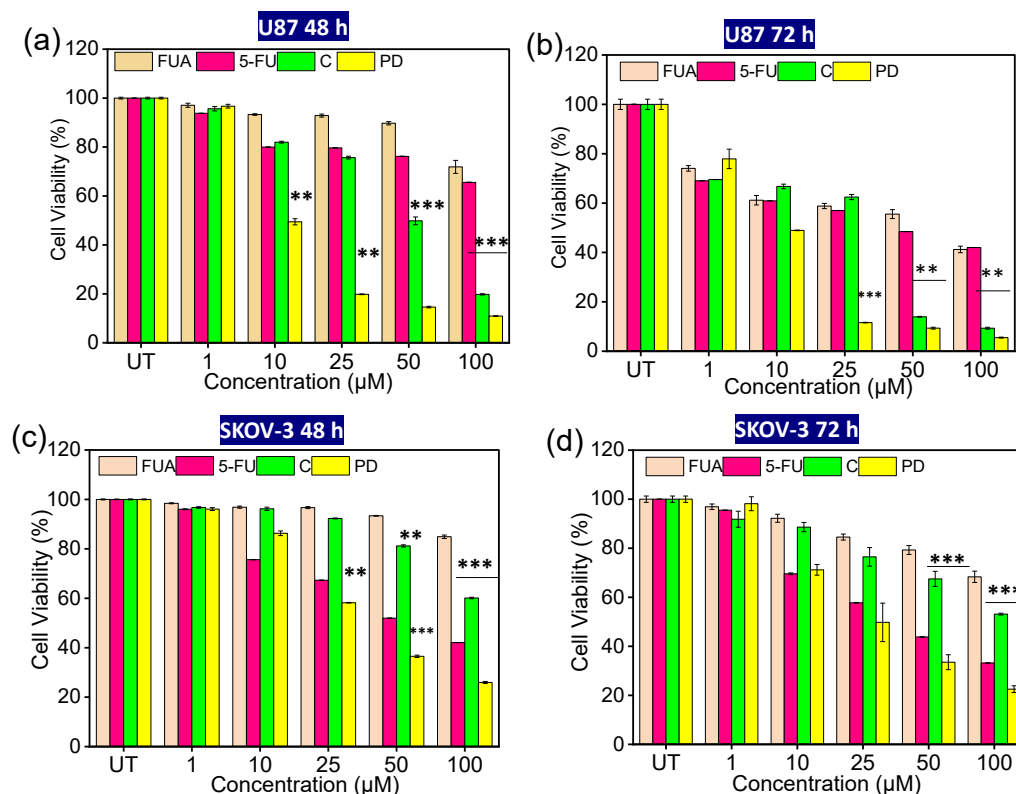 (a)
U87 48 h
120
100
80
60
40
20
0
Cell Viability (%)
FUA 5-FU C PD
**
**
***
***
UT 1 10 25 50 100
Concentration (µM)
(b)
U87 72 h
120
100
80
60
40
20
0
Cell Viability (%)
FUA 5-FU C PD
***
**
**
UT 1 10 25 50 100
Concentration (µM)
(c)
SKOV-3 48 h
120
100
80
60
40
20
0
Cell Viability (%)
FUA 5-FU C PD
**
**
***
***
UT 1 10 25 50 100
Concentration (µM)
(d)
SKOV-3 72 h
120
100
80
60
40
20
0
Cell Viability (%)
FUA 5-FU C PD
***
***
UT 1 10 25 50 100
Concentration (µM)